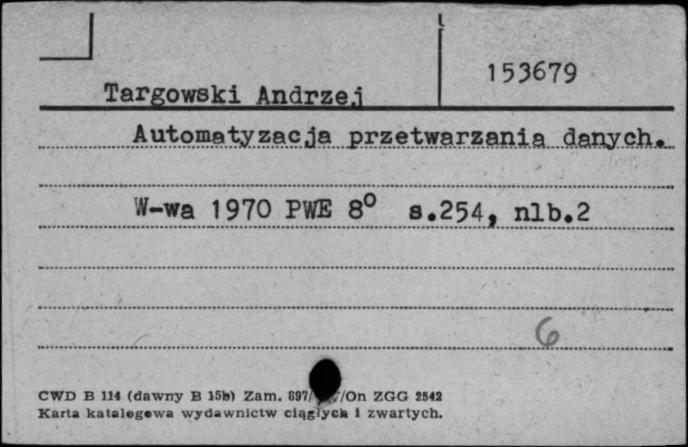 153679
Targowski Andrzej
Automatyzacja przetwarzania danych.
W-wa 1970 PWE 8° s.254, nlb.2
6
CWD B 114 (dawny B 15b) Zam. 897/ /On ZGG 2542
Karta katalogowa wydawnictw ciągłych i zwartych.